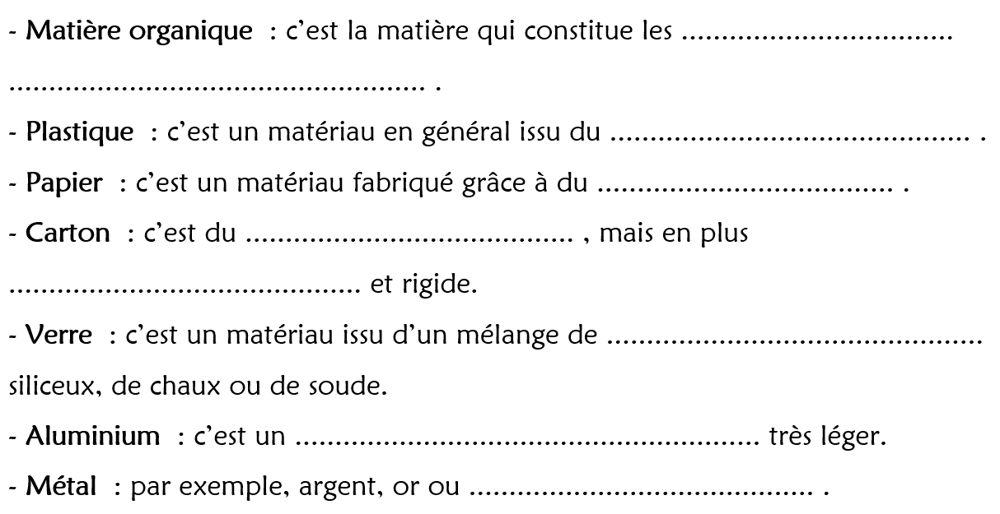 - Matière organique : c’est la matière qui constitue les ..................................
.................................................... .
- Plastique : c’est un matériau en général issu du ............................................. .
- Papier : c’est un matériau fabriqué grâce à du ..................................... .
- Carton : c’est du ......................................... , mais en plus
............................................ et rigide.
- Verre : c’est un matériau issu d’un mélange de ...............................................
siliceux, de chaux ou de soude.
- Aluminium : c’est un .......................................................... très léger.
- Métal : par exemple, argent, or ou ........................................... .